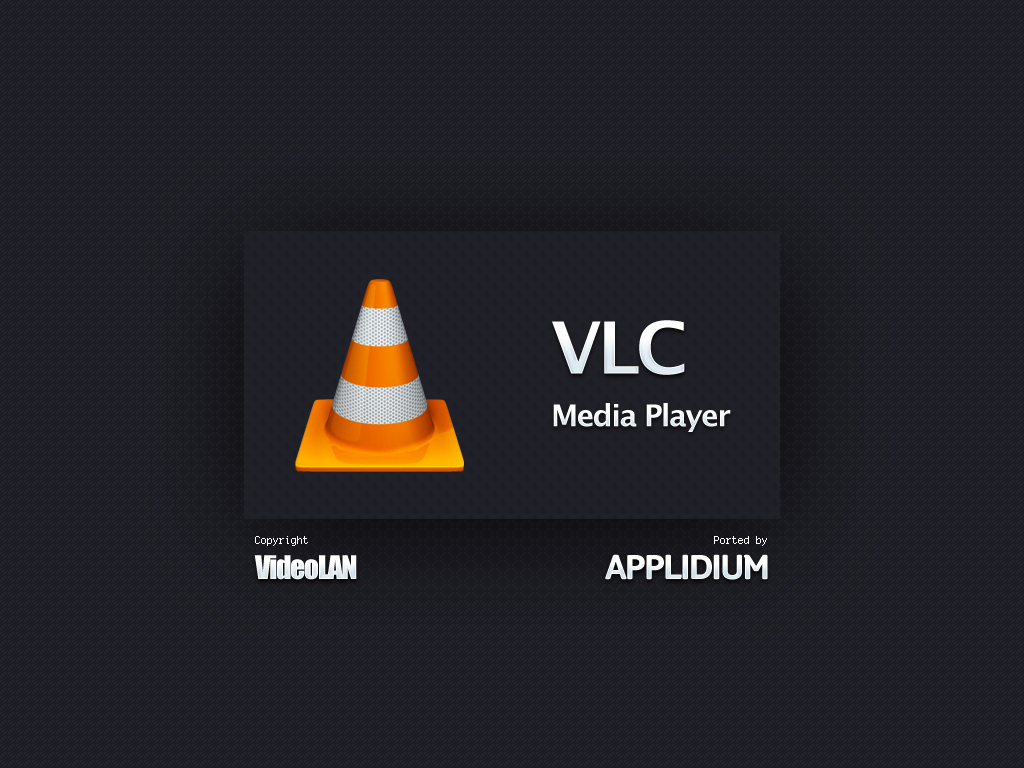 VLC
Media Player
Copyright
VideoLAN
Ported by
APPLIDIUM